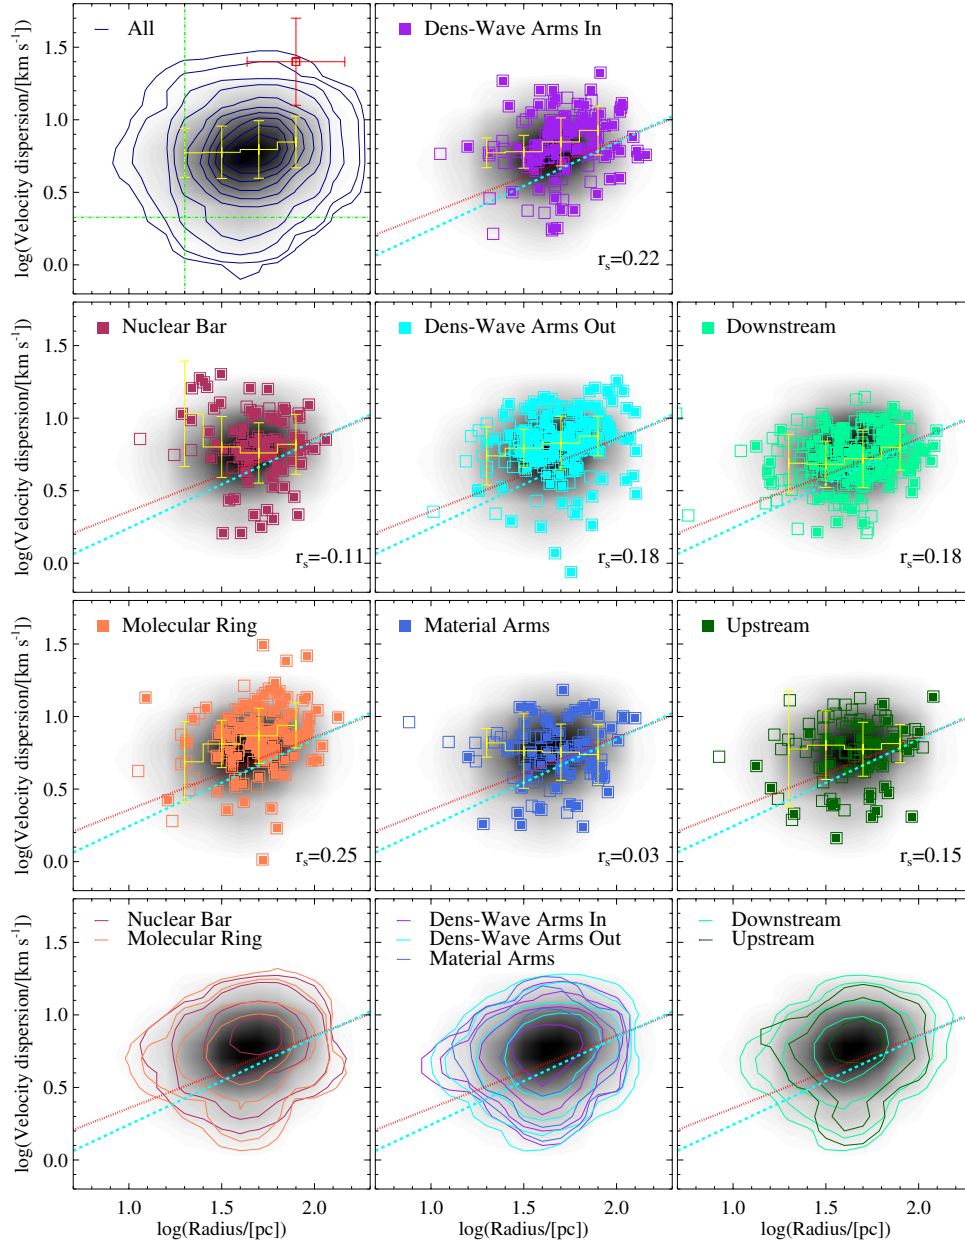 All
Dens-Wave Arms In
1.5
1.0
0.5
0.0
log(Velocity dispersion/[km s⁻¹])
rₛ=0.22
Nuclear Bar
Dens-Wave Arms Out
Downstream
1.5
1.0
0.5
0.0
log(Velocity dispersion/[km s⁻¹])
rₛ=-0.11
rₛ=0.18
rₛ=0.18
Molecular Ring
Material Arms
Upstream
1.5
1.0
0.5
0.0
log(Velocity dispersion/[km s⁻¹])
rₛ=0.25
rₛ=0.03
rₛ=0.15
Nuclear Bar
Molecular Ring
Dens-Wave Arms In
Dens-Wave Arms Out
Material Arms
Downstream
Upstream
1.5
1.0
0.5
0.0
log(Velocity dispersion/[km s⁻¹])
1.0 1.5 2.0
1.0 1.5 2.0
1.0 1.5 2.0
log(Radius/[pc])
log(Radius/[pc])
log(Radius/[pc])